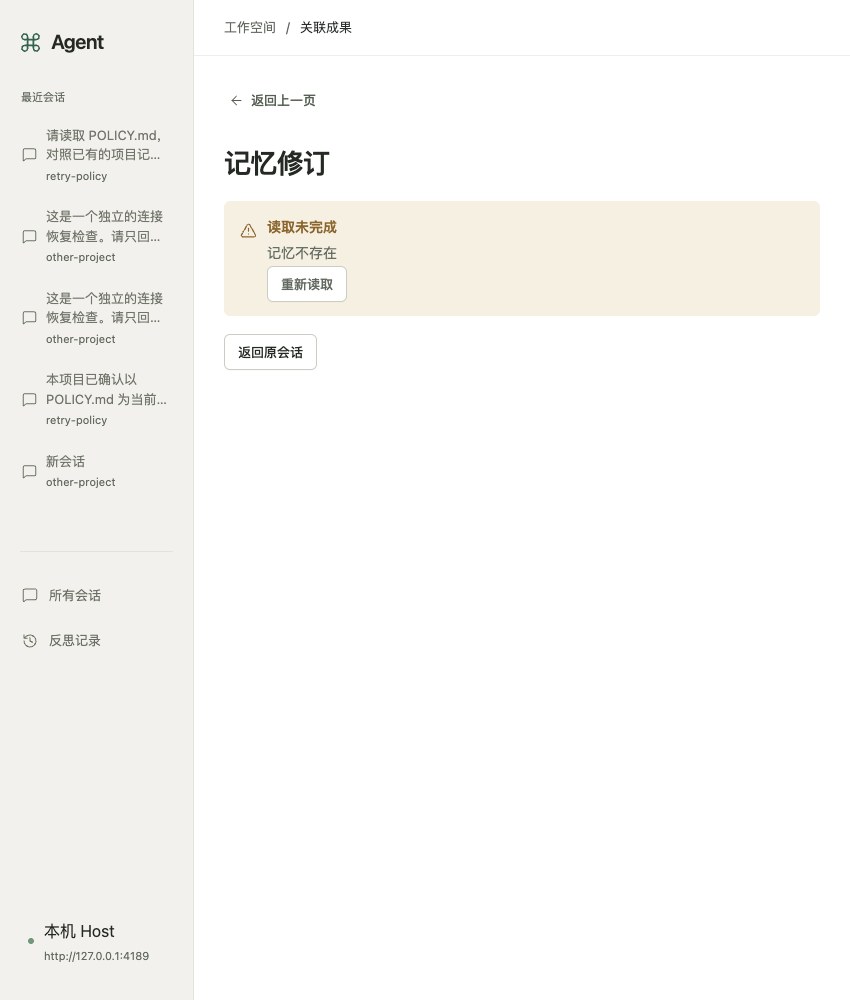 Agent
最近会话
请读取 POLICY.md,
对照已有的项目记...
retry-policy
这是一个独立的连接
恢复检查。请只回...
other-project
这是一个独立的连接
恢复检查。请只回...
other-project
本项目已确认以
POLICY.md 为当前...
retry-policy
新会话
other-project
所有会话
反思记录
本机 Host
http://127.0.0.1:4189
工作空间 / 关联成果
返回上一页
记忆修订
读取未完成
记忆不存在
重新读取
返回原会话